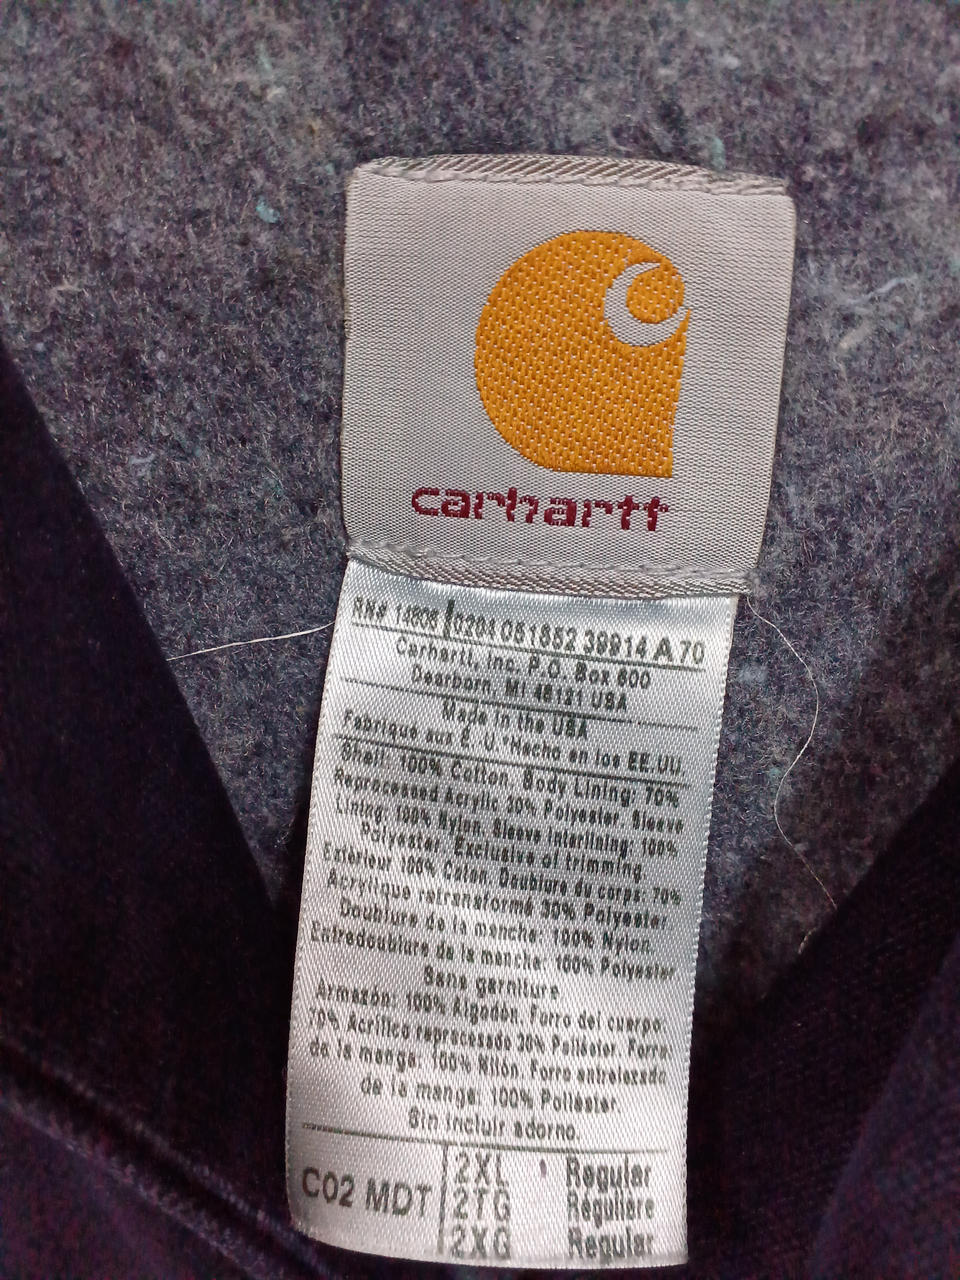 carhartt
RN# 14806 0204 051852 39914 A 70
Carhartt, Inc. P.O. Box 600
Dearborn, MI 48121 USA
Made in the USA
Fabriqué aux É. U.*Hecho en los EE.UU.
Shell: 100% Cotton, Body Lining: 70%
Reprocessed Acrylic 30% Polyester. Sleeve
Lining: 100% Nylon. Sleeve Interlining: 100%
Polyester. Exclusive of trimming.
Extérieur 100% Coton. Doublure du corps: 70%
Acrylique retransformé 30% Polyester
Doublure de la manche: 100% Nylon.
Entredoublure de la manche: 100% Polyester
Sans garniture
Armazón: 100% Algodón. Forro del cuerpo:
70% Acrílico reprocesado 30% Poliéster. Forro:
de la manga: 100% Nilón. Forro entrelazado
de la manga: 100% Poliéster.
Sin incluir adorno.
C02 MDT
2XL Regular
2TG Régulière
2XG Regular